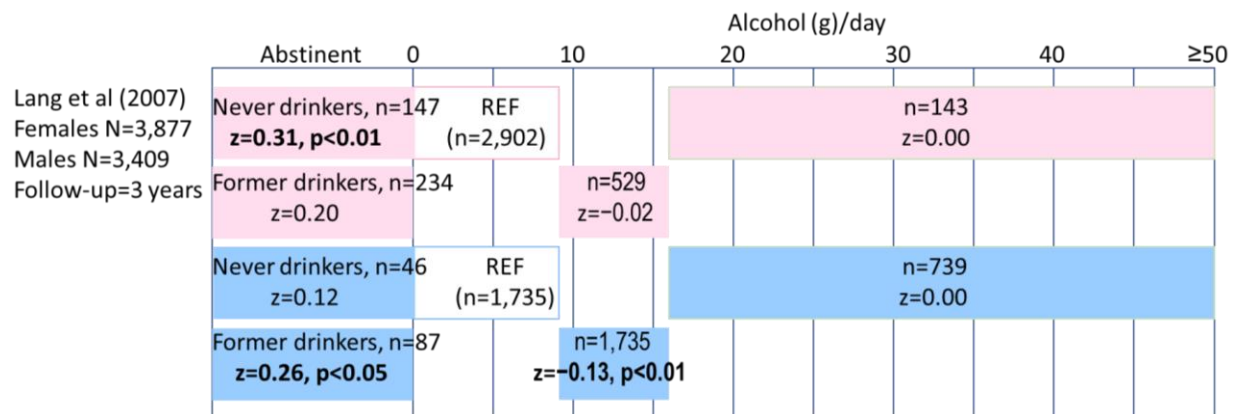 Alcohol (g)/day
Abstinent 0 10 20 30 40 ≥50
Lang et al (2007)
Females N=3,877
Males N=3,409
Follow-up=3 years
Never drinkers, n=147
z=0.31, p<0.01
REF
(n=2,902)
n=143
z=0.00
Former drinkers, n=234
z=0.20
n=529
z=−0.02
Never drinkers, n=46
z=0.12
REF
(n=1,735)
n=739
z=0.00
Former drinkers, n=87
z=0.26, p<0.05
n=1,735
z=−0.13, p<0.01